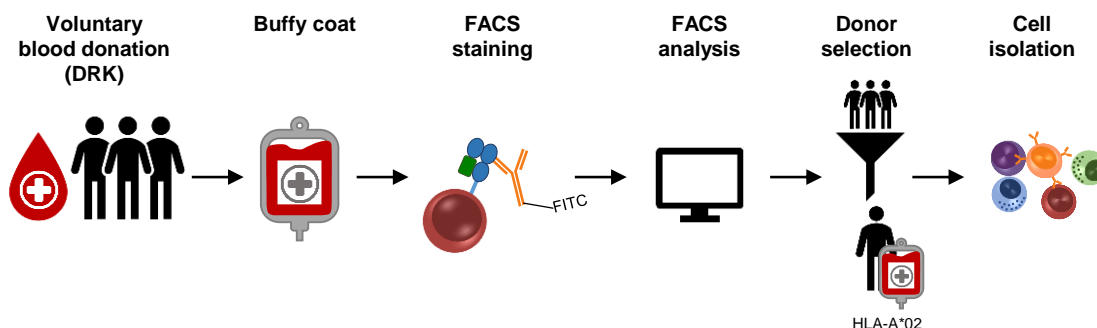 Voluntary
blood donation
(DRK)
Buffy coat
FACS
staining
FACS
analysis
Donor
selection
Cell
isolation
FITC
HLA-A*02